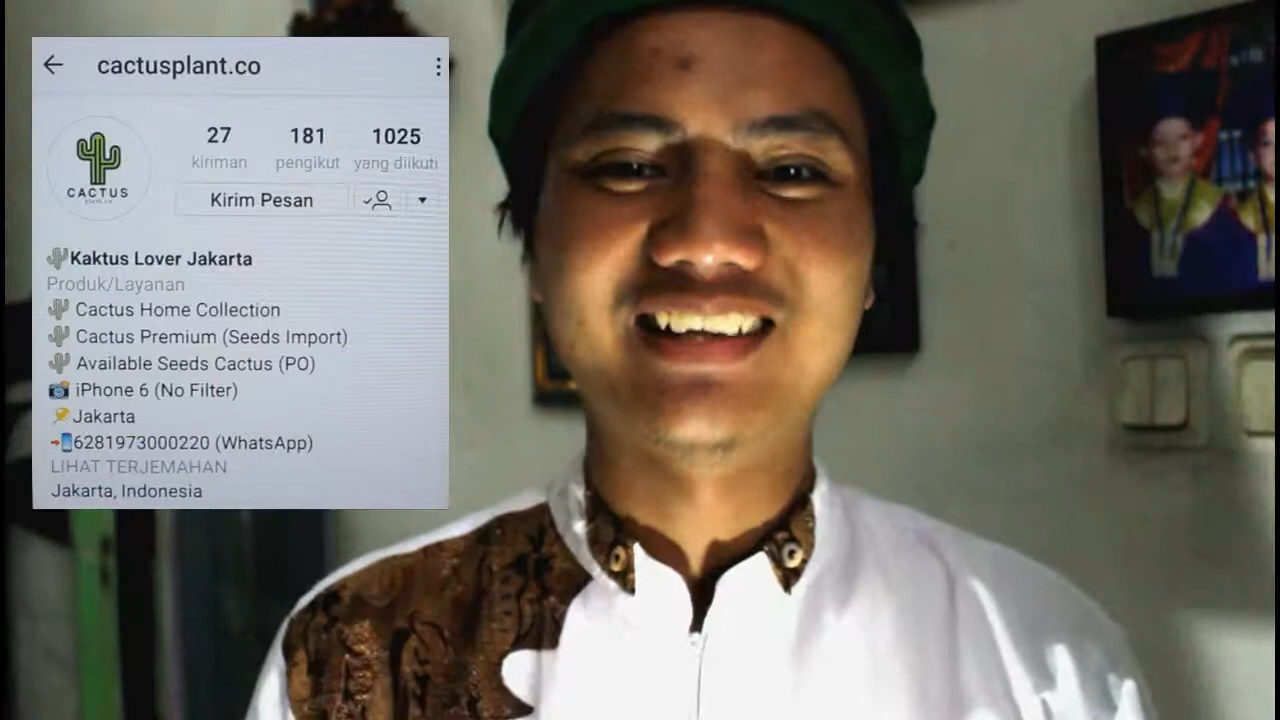 cactusplant.co
27 181 1025
kiriman pengikut yang diikuti
CACTUS
Kirim Pesan
Kaktus Lover Jakarta
Produk/Layanan
Cactus Home Collection
Cactus Premium (Seeds Import)
Available Seeds Cactus (PO)
iPhone 6 (No Filter)
Jakarta
6281973000220 (WhatsApp)
LIHAT TERJEMAHAN
Jakarta, Indonesia